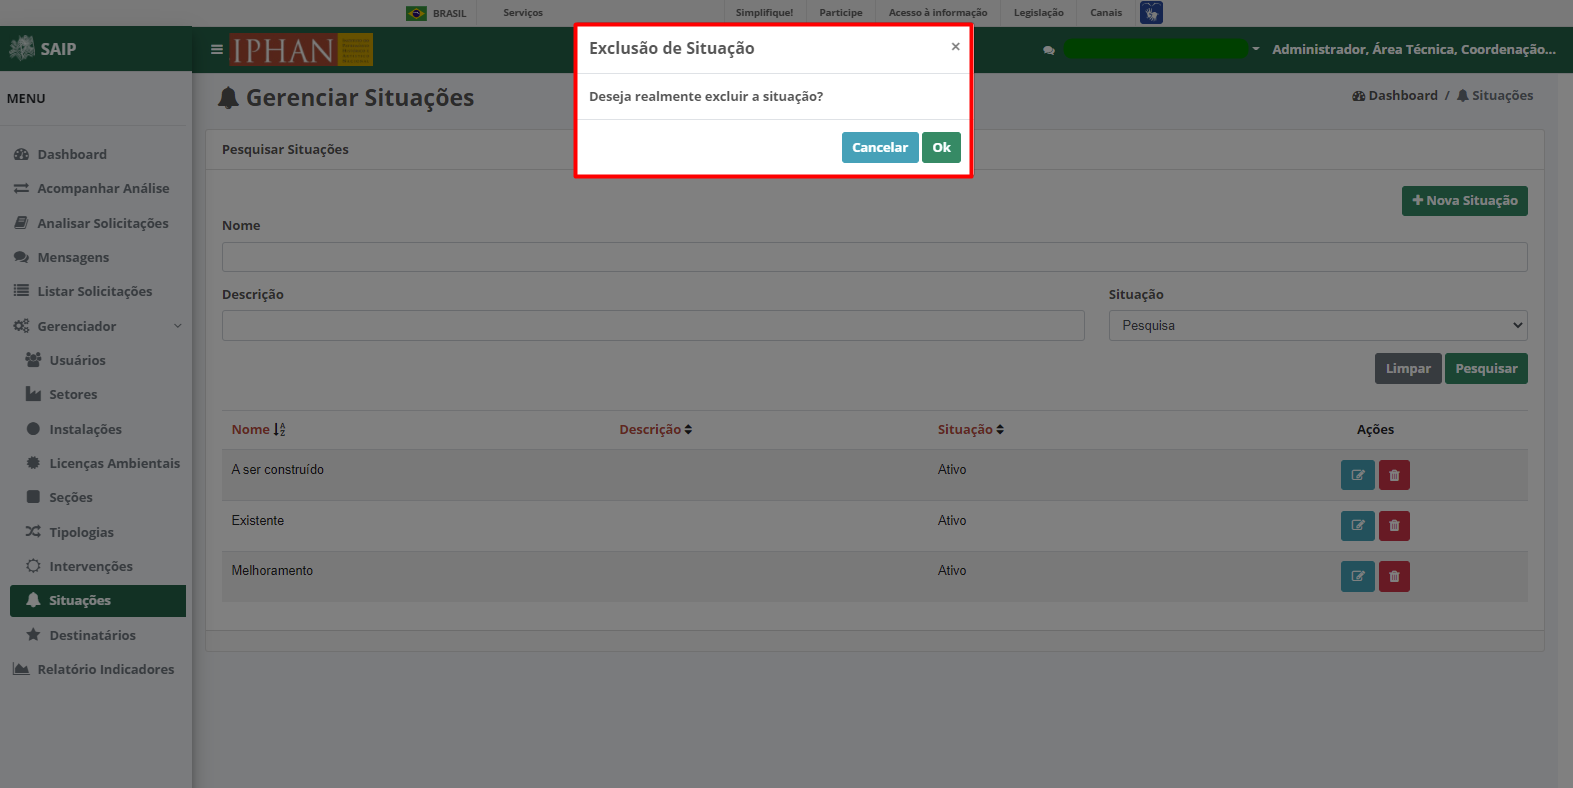 BRASIL Serviços Simplifique! Participe Acesso à informação Legislação Canais
SAIP
IPHAN
Administrador, Área Técnica, Coordenação...
Exclusão de Situação ×
Deseja realmente excluir a situação?
Cancelar Ok
MENU
Dashboard
Acompanhar Análise
Analisar Solicitações
Mensagens
Listar Solicitações
Gerenciador
Usuários
Setores
Instalações
Licenças Ambientais
Seções
Tipologias
Intervenções
Situações
Destinatários
Relatório Indicadores
Gerenciar Situações
Dashboard / Situações
Pesquisar Situações
Nova Situação
Nome
Descrição Situação
Pesquisa
Limpar Pesquisar
Nome Descrição Situação Ações
A ser construído Ativo
Existente Ativo
Melhoramento Ativo